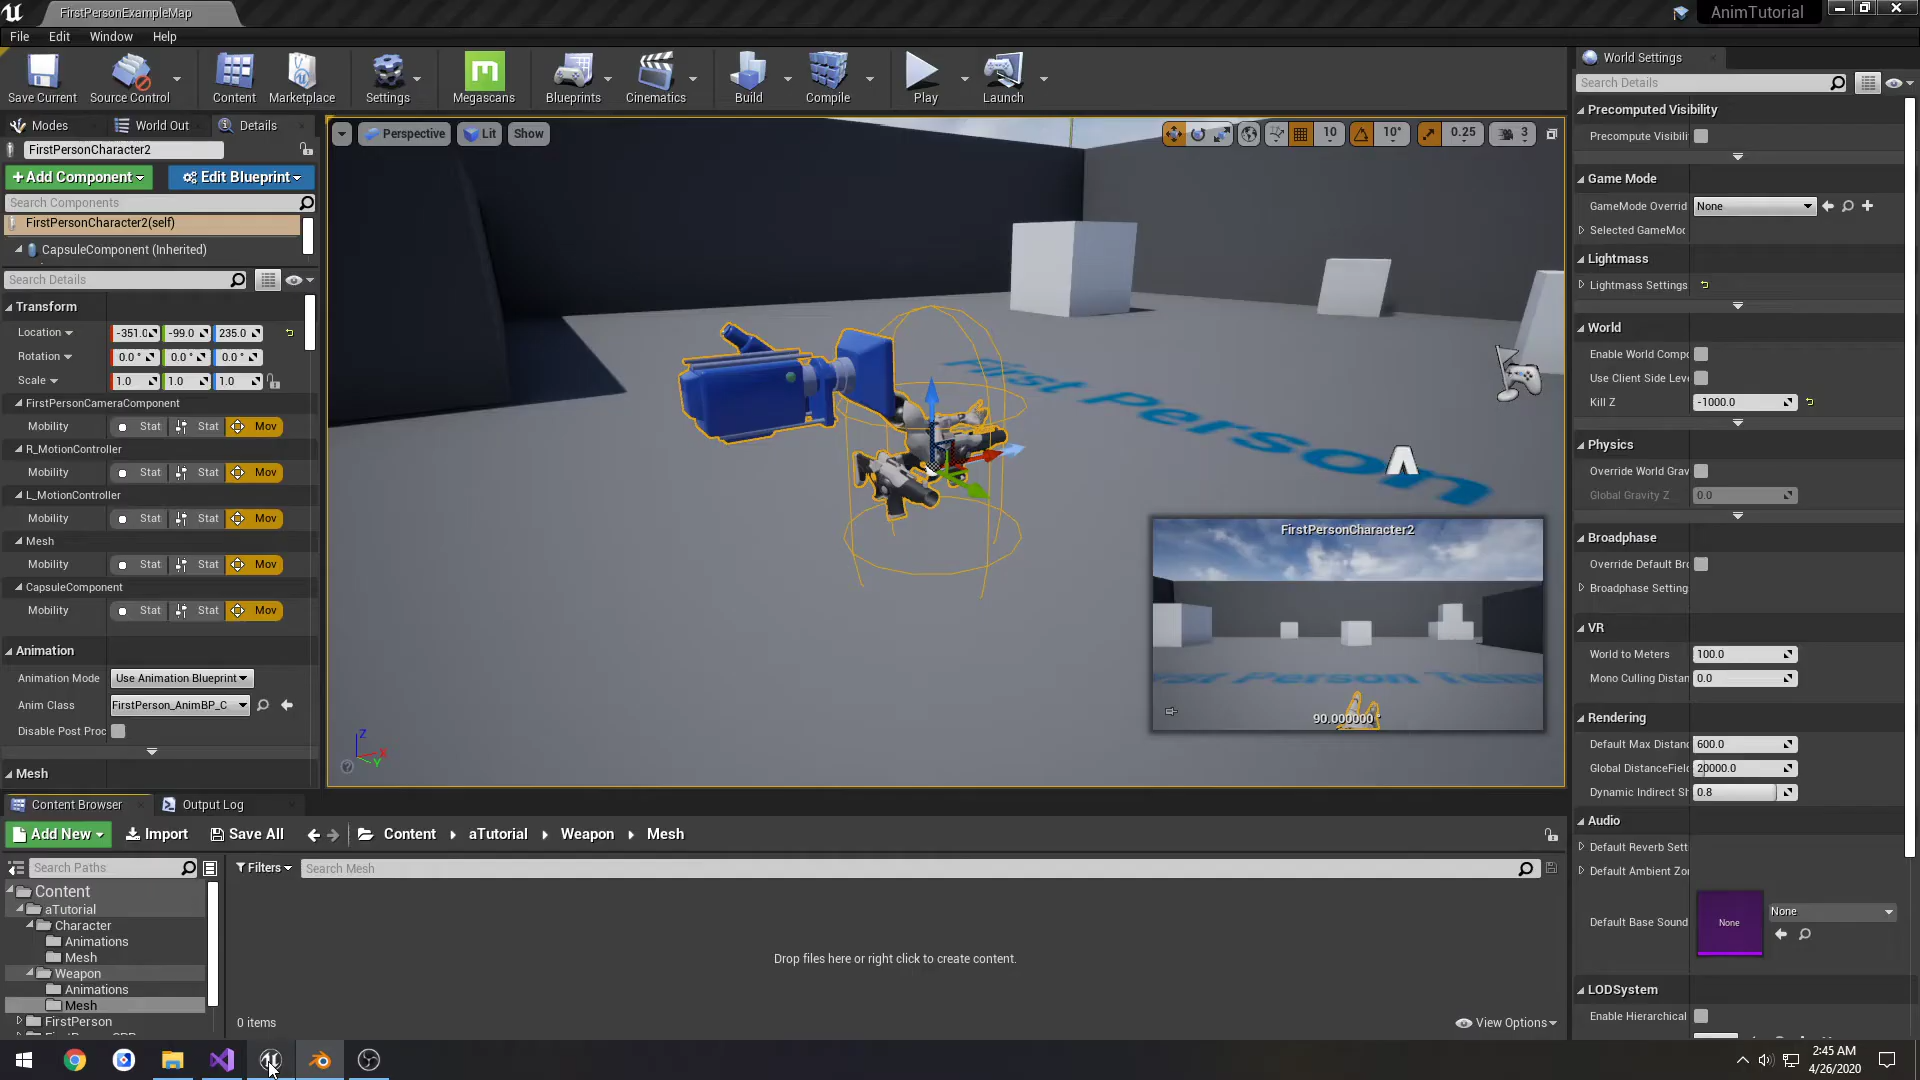 FirstPersonExampleMap
AnimTutorial
File Edit Window Help
Save Current
Source Control
Content
Marketplace
Settings
Megascans
Blueprints
Cinematics
Build
Compile
Play
Launch
Modes
World Out
Details
FirstPersonCharacter2
+Add Component
Edit Blueprint
Search Components
FirstPersonCharacter2(self)
CapsuleComponent (Inherited)
Search Details
Transform
Location -351.0 -99.0 235.0
Rotation 0.0 ° 0.0 ° 0.0 °
Scale 1.0 1.0 1.0
FirstPersonCameraComponent
Mobility Stat Stat Mov
R_MotionController
Mobility Stat Stat Mov
L_MotionController
Mobility Stat Stat Mov
Mesh
Mobility Stat Stat Mov
CapsuleComponent
Mobility Stat Stat Mov
Animation
Animation Mode Use Animation Blueprint
Anim Class FirstPerson_AnimBP_C
Disable Post Proc
Mesh
Perspective Lit Show
10 10° 0.25 3
First Person
FirstPersonCharacter2
90.000000 °
Z
X
Y
World Settings
Search Details
Precomputed Visibility
Precompute Visibili
Game Mode
GameMode Overrid None
Selected GameMod
Lightmass
Lightmass Settings
World
Enable World Compo
Use Client Side Leve
Kill Z -1000.0
Physics
Override World Grav
Global Gravity Z 0.0
Broadphase
Override Default Bro
Broadphase Setting
VR
World to Meters 100.0
Mono Culling Distan 0.0
Rendering
Default Max Distanc 600.0
Global DistanceField 20000.0
Dynamic Indirect Sh 0.8
Audio
Default Reverb Sett
Default Ambient Zon
Default Base Sound None None
LODSystem
Enable Hierarchical
Content Browser
Output Log
Add New Import Save All Content aTutorial Weapon Mesh
Search Paths
Filters
Search Mesh
Content
aTutorial
Character
Animations
Mesh
Weapon
Animations
Mesh
FirstPerson
Drop files here or right click to create content.
0 items
View Options
2:45 AM
4/26/2020